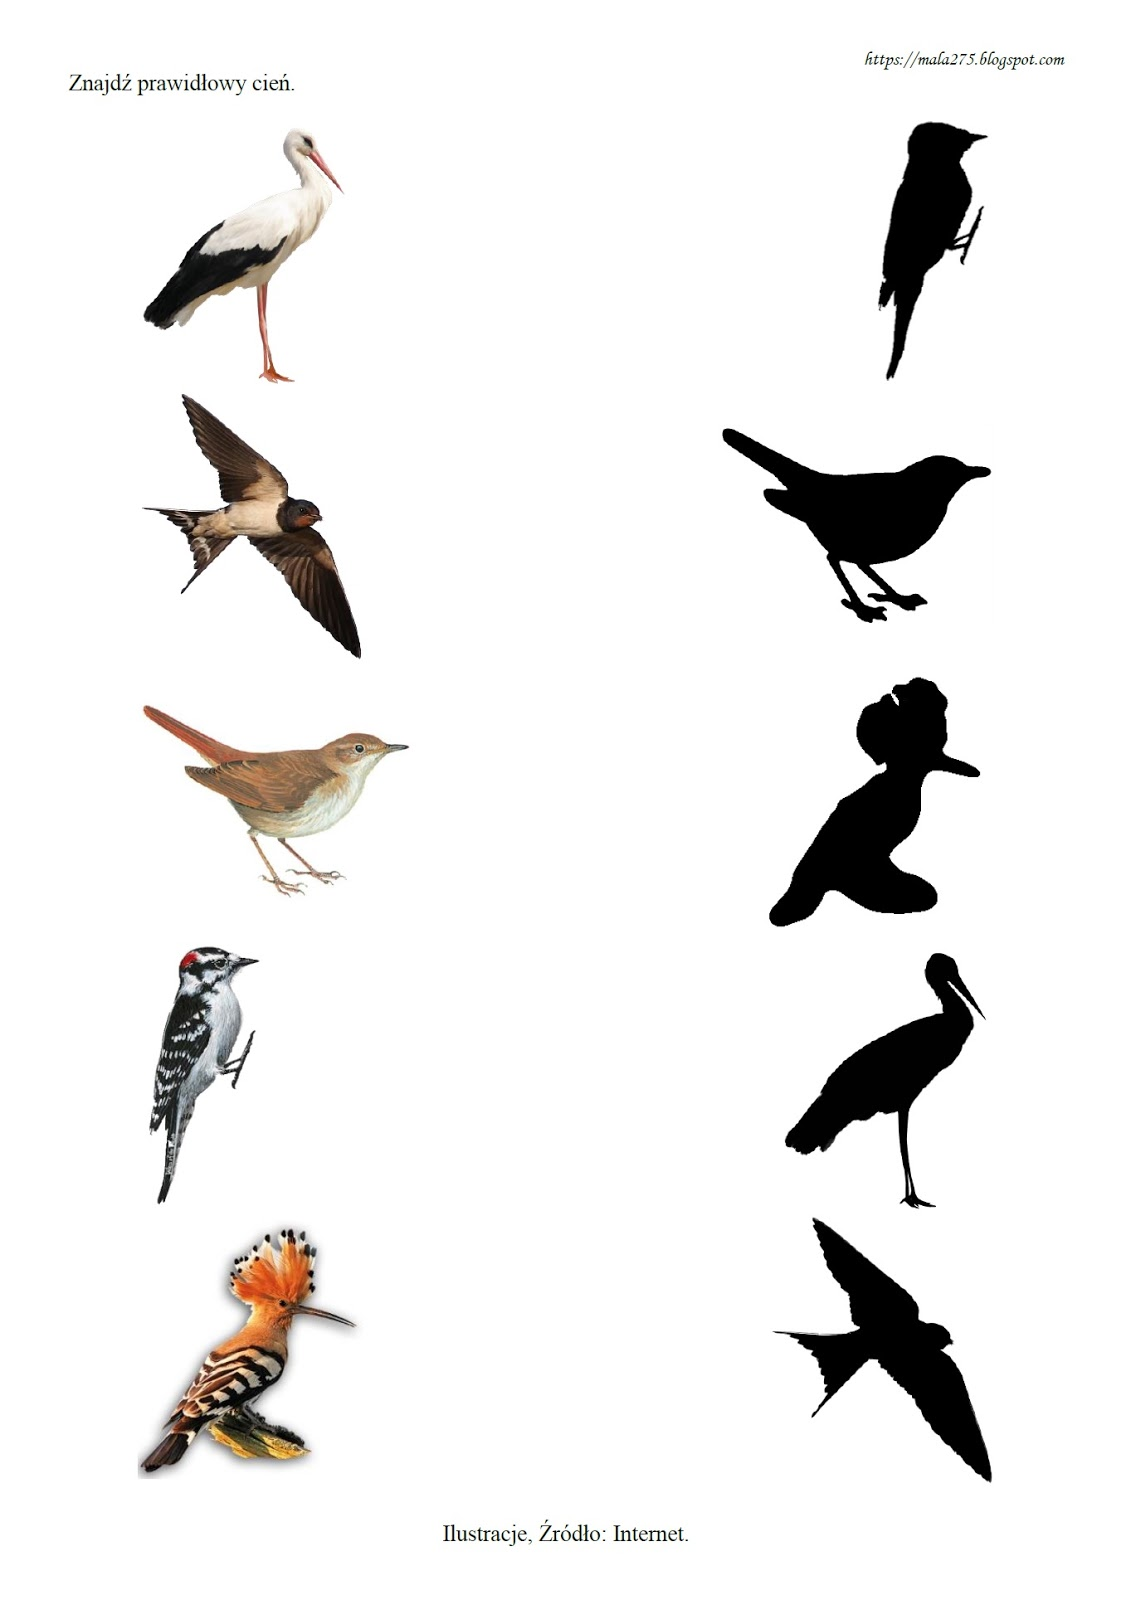 https://mala275.blogspot.com
Znajdź prawidłowy cień.
Ilustracje, Źródło: Internet.